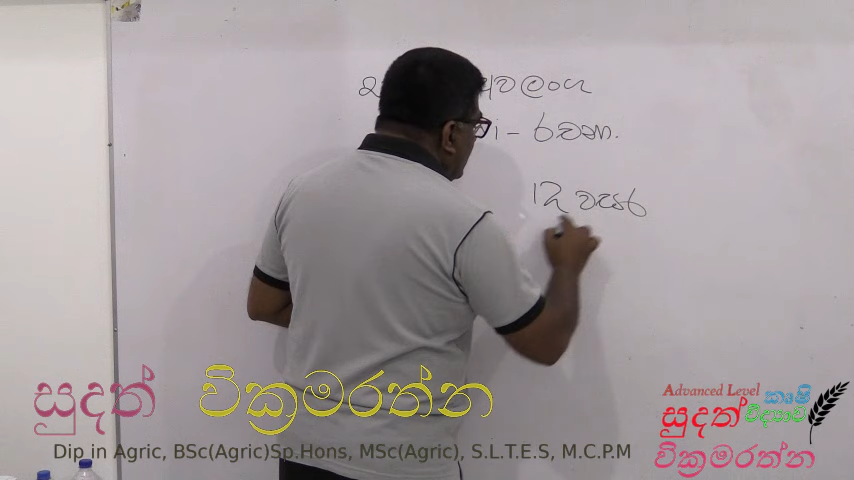 i - රචනා.
12 වසර
සුදත් වික්‍රමරත්න
Dip in Agric, BSc(Agric)Sp.Hons, MSc(Agric), S.L.T.E.S, M.C.P.M
Advanced Level කෘෂි
සුදත් විද්‍යාව
වික්‍රමරත්න